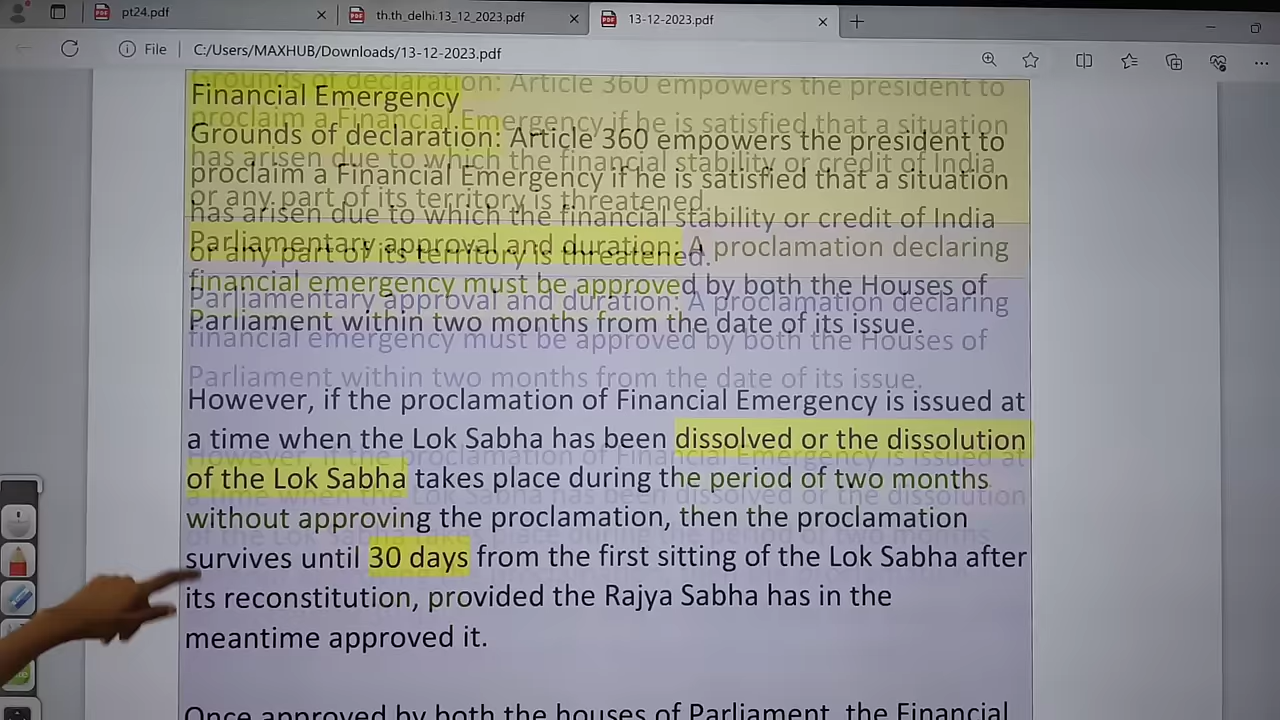 pt24.pdf
th.th_delhi.13_12_2023.pdf
13-12-2023.pdf
File
C:/Users/MAXHUB/Downloads/13-12-2023.pdf
Financial Emergency
Grounds of declaration: Article 360 empowers the president to
proclaim a Financial Emergency if he is satisfied that a situation
has arisen due to which the financial stability or credit of India
or any part of its territory is threatened.
Parliamentary approval and duration: A proclamation declaring
financial emergency must be approved by both the Houses of
Parliament within two months from the date of its issue.
However, if the proclamation of Financial Emergency is issued at
a time when the Lok Sabha has been dissolved or the dissolution
of the Lok Sabha takes place during the period of two months
without approving the proclamation, then the proclamation
survives until 30 days from the first sitting of the Lok Sabha after
its reconstitution, provided the Rajya Sabha has in the
meantime approved it.
Once approved by both the houses of Parliament, the Financial